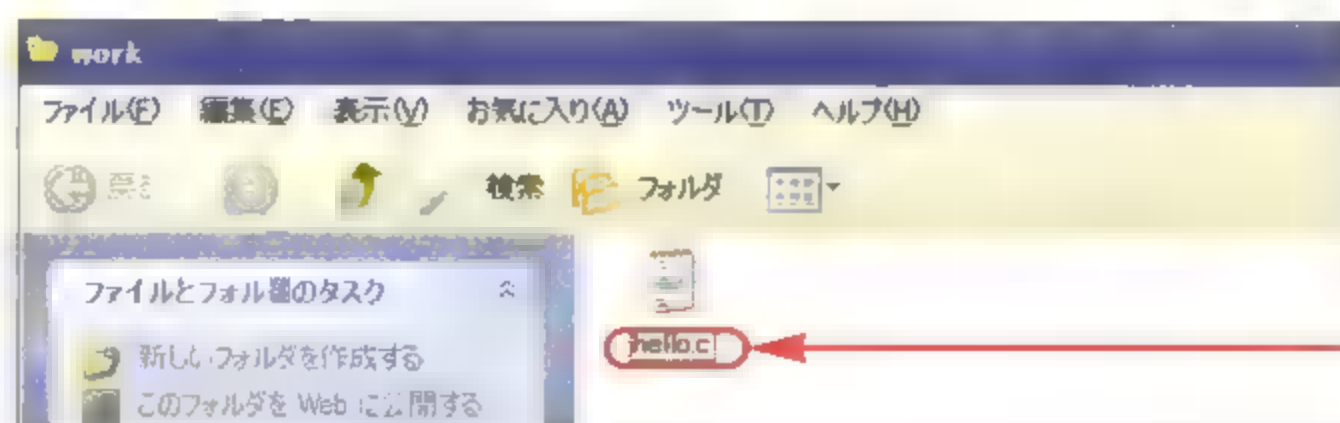 work
ファイル(F) 編集(E) 表示(V) お気に入り(A) ツール(T) ヘルプ(H)
戻る 検索 フォルダ
ファイルとフォルダのタスク
hello.c
新しいフォルダを作成する
このフォルダを Web に公開する